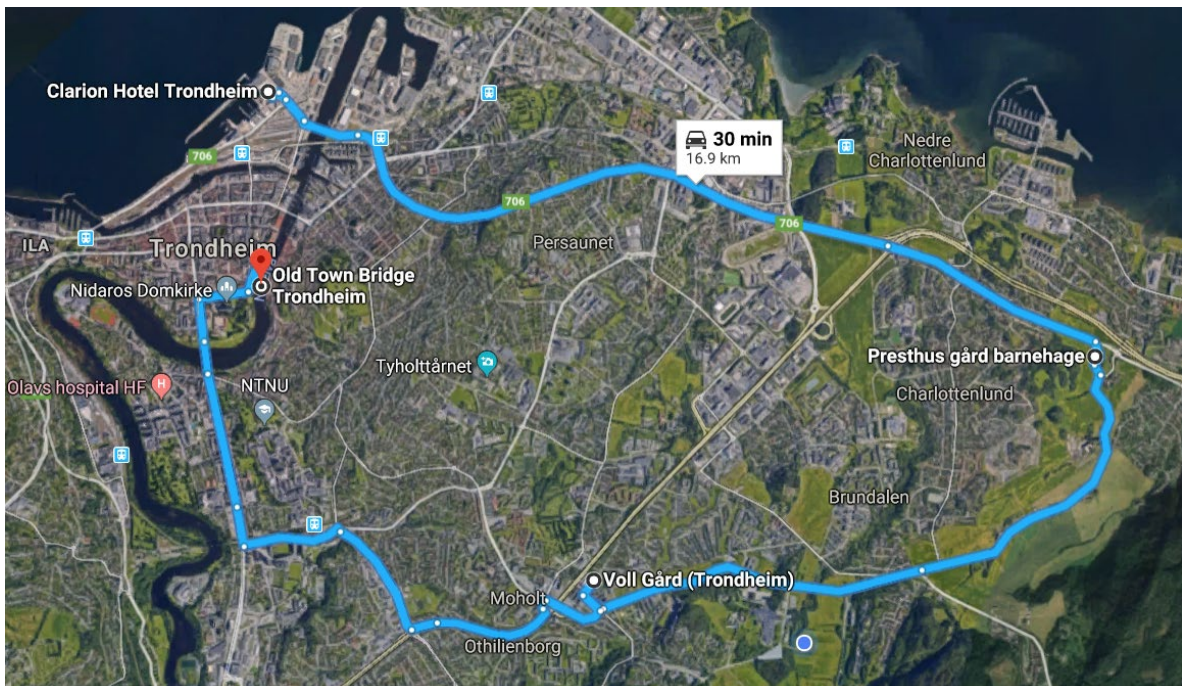 Clarion Hotel Trondheim
706
30 min
16.9 km
Nedre
Charlottenlund
706
706
ILA
Trondheim
Persaunet
Old Town Bridge
Trondheim
Nidaros Domkirke
Tyholttårnet
Presthus gård barnehage
Olavs hospital HF
NTNU
Charlottenlund
Brundalen
Voll Gård (Trondheim)
Moholt
Othilienborg